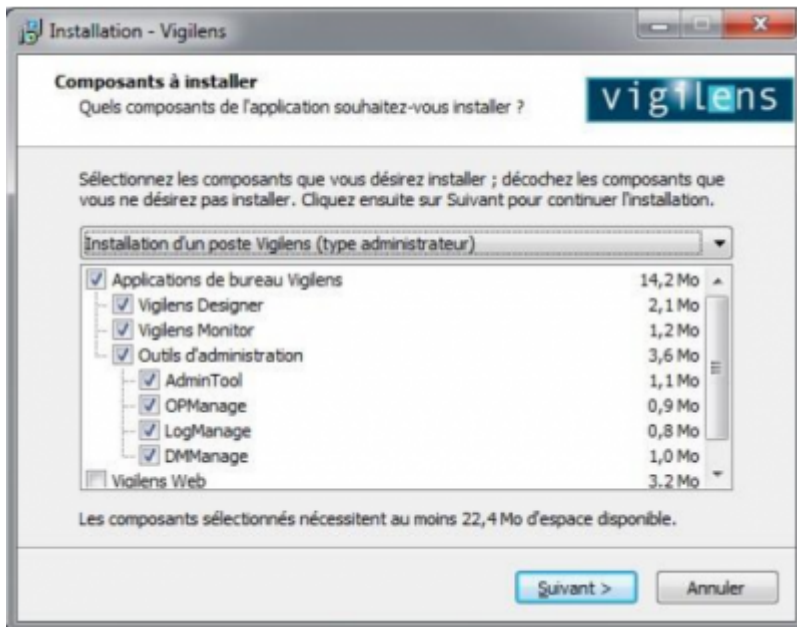 Installation - Vigilens
Composants à installer
Quels composants de l'application souhaitez-vous installer ?
vigilens
Sélectionnez les composants que vous désirez installer ; décochez les composants que
vous ne désirez pas installer. Cliquez ensuite sur Suivant pour continuer l'installation.
Installation d'un poste Vigilens (type administrateur)
Applications de bureau Vigilens 14,2 Mo
Vigilens Designer 2,1 Mo
Vigilens Monitor 1,2 Mo
Outils d'administration 3,6 Mo
AdminTool 1,1 Mo
OPManage 0,9 Mo
LogManage 0,8 Mo
DMManage 1,0 Mo
Vigilens Web 3,2 Mo
Les composants sélectionnés nécessitent au moins 22,4 Mo d'espace disponible.
Suivant >
Annuler